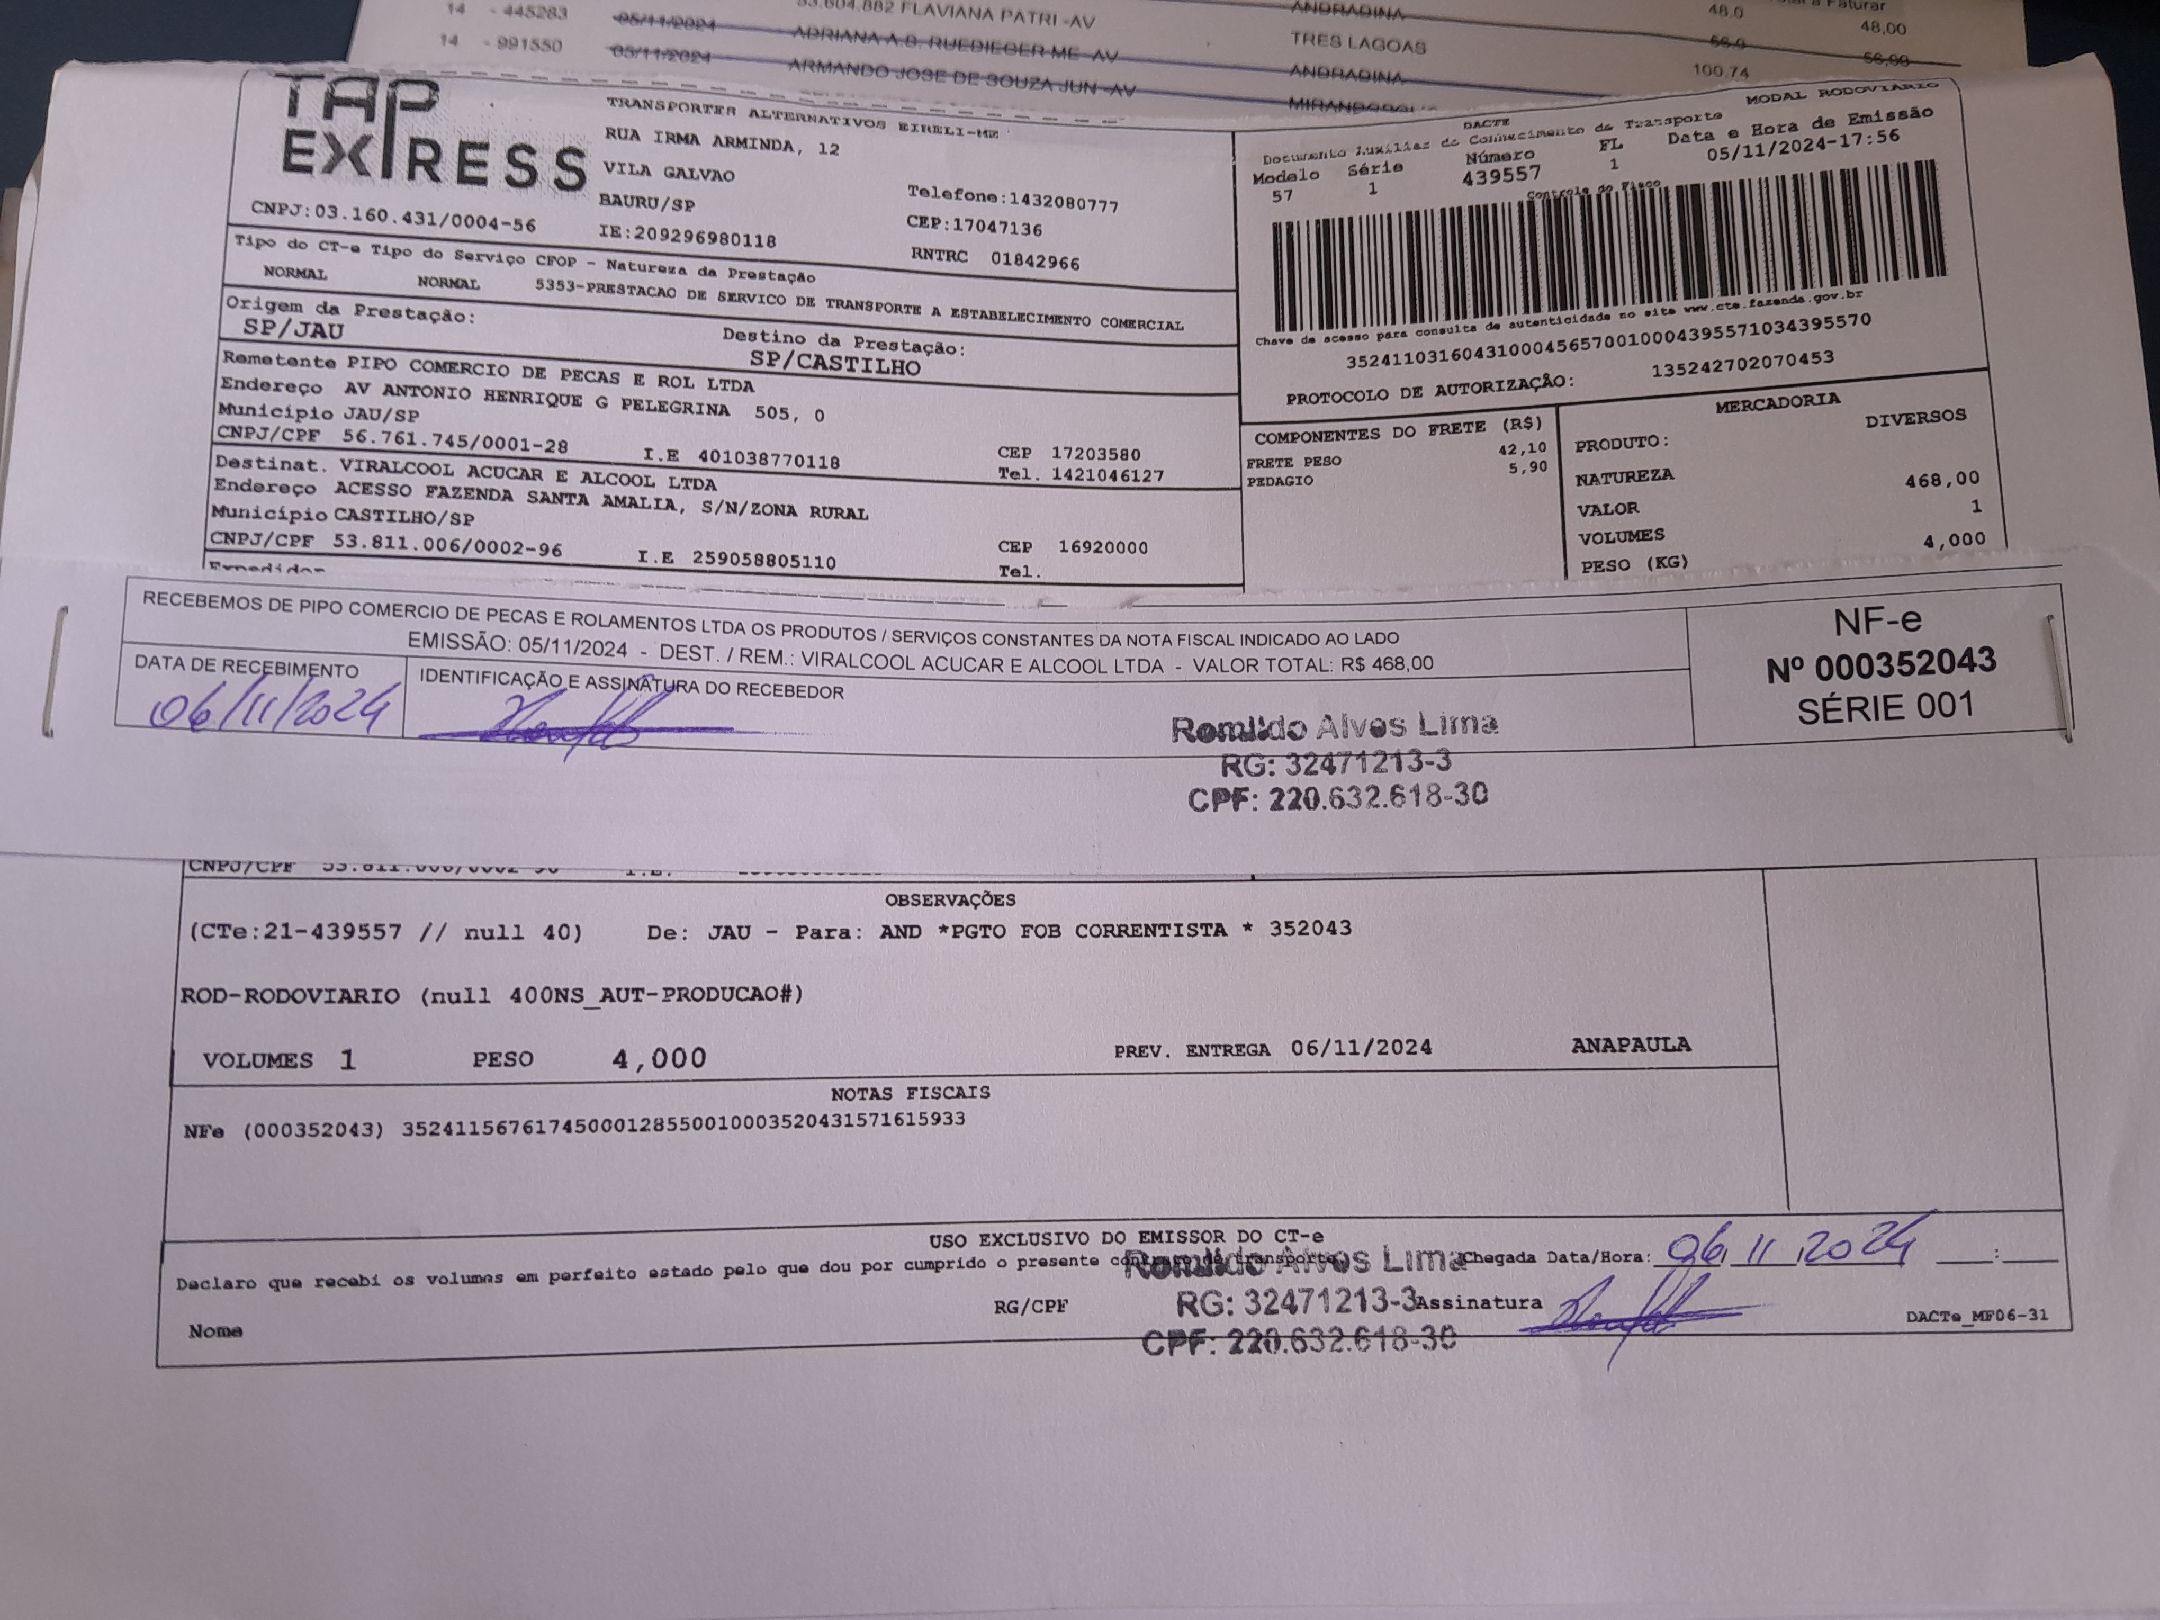 14 - 445283 05/11/2024 53.604.882 FLAVIANA PATRI -AV ANDRADINA 48.0 48,00
14 - 991550 05/11/2024 ADRIANA A.B. RUEDIEGER ME -AV TRES LAGOAS
ARMANDO JOSE DE SOUZA JUN -AV ANDRADINA 100.74
TAP EXPRESS
TRANSPORTES ALTERNATIVOS EIRELI-ME
RUA IRMA ARMINDA, 12
VILA GALVAO
BAURU/SP Telefone:1432080777
CNPJ:03.160.431/0004-56 IE:209296980118 CEP:17047136
RNTRC 01842966
Tipo do CT-e Tipo do Serviço CFOP - Natureza da Prestação
NORMAL NORMAL 5353-PRESTACAO DE SERVICO DE TRANSPORTE A ESTABELECIMENTO COMERCIAL
Origem da Prestação: Destino da Prestação:
SP/JAU SP/CASTILHO
Remetente PIPO COMERCIO DE PECAS E ROL LTDA
Endereço AV ANTONIO HENRIQUE G PELEGRINA 505, 0
Município JAU/SP CEP 17203580
CNPJ/CPF 56.761.745/0001-28 I.E 401038770118 Tel. 1421046127
Destinat. VIRALCOOL ACUCAR E ALCOOL LTDA
Endereço ACESSO FAZENDA SANTA AMALIA, S/N/ZONA RURAL
Município CASTILHO/SP CEP 16920000
CNPJ/CPF 53.811.006/0002-96 I.E 259058805110 Tel.
DACTE MODAL RODOVIARIO
Documento Auxiliar do Conhecimento de Transporte
Modelo Série Número FL Data e Hora de Emissão
57 1 439557 1 05/11/2024-17:56
Controle do Fisco
Chave de acesso para consulta de autenticidade no site www.cte.fazenda.gov.br
35241103160431000456570010004395571034395570
PROTOCOLO DE AUTORIZAÇÃO: 135242702070453
COMPONENTES DO FRETE (R$)
FRETE PESO 42,10
PEDAGIO 5,90
MERCADORIA
PRODUTO: DIVERSOS
NATUREZA
VALOR 468,00
VOLUMES 1
PESO (KG) 4,000
RECEBEMOS DE PIPO COMERCIO DE PECAS E ROLAMENTOS LTDA OS PRODUTOS / SERVIÇOS CONSTANTES DA NOTA FISCAL INDICADO AO LADO
EMISSÃO: 05/11/2024 - DEST. / REM.: VIRALCOOL ACUCAR E ALCOOL LTDA - VALOR TOTAL: R$ 468,00
DATA DE RECEBIMENTO IDENTIFICAÇÃO E ASSINATURA DO RECEBEDOR
06/11/2024
NF-e
Nº 000352043
SÉRIE 001
Romildo Alves Lima
RG: 32471213-3
CPF: 220.632.618-30
OBSERVAÇÕES
(CTe:21-439557 // null 40) De: JAU - Para: AND *PGTO FOB CORRENTISTA * 352043
ROD-RODOVIARIO (null 400NS_AUT-PRODUCAO#)
VOLUMES 1 PESO 4,000 PREV. ENTREGA 06/11/2024 ANAPAULA
NOTAS FISCAIS
NFe (000352043) 35241156761745000128550010003520431571615933
USO EXCLUSIVO DO EMISSOR DO CT-e
Declaro que recebi os volumes em perfeito estado pelo que dou por cumprido o presente contrato de transporte Chegada Data/Hora: 06 11 2024 :
Romildo Alves Lima
RG: 32471213-3
CPF: 220.632.618-30
Nome RG/CPF Assinatura DACTe_MF06-31